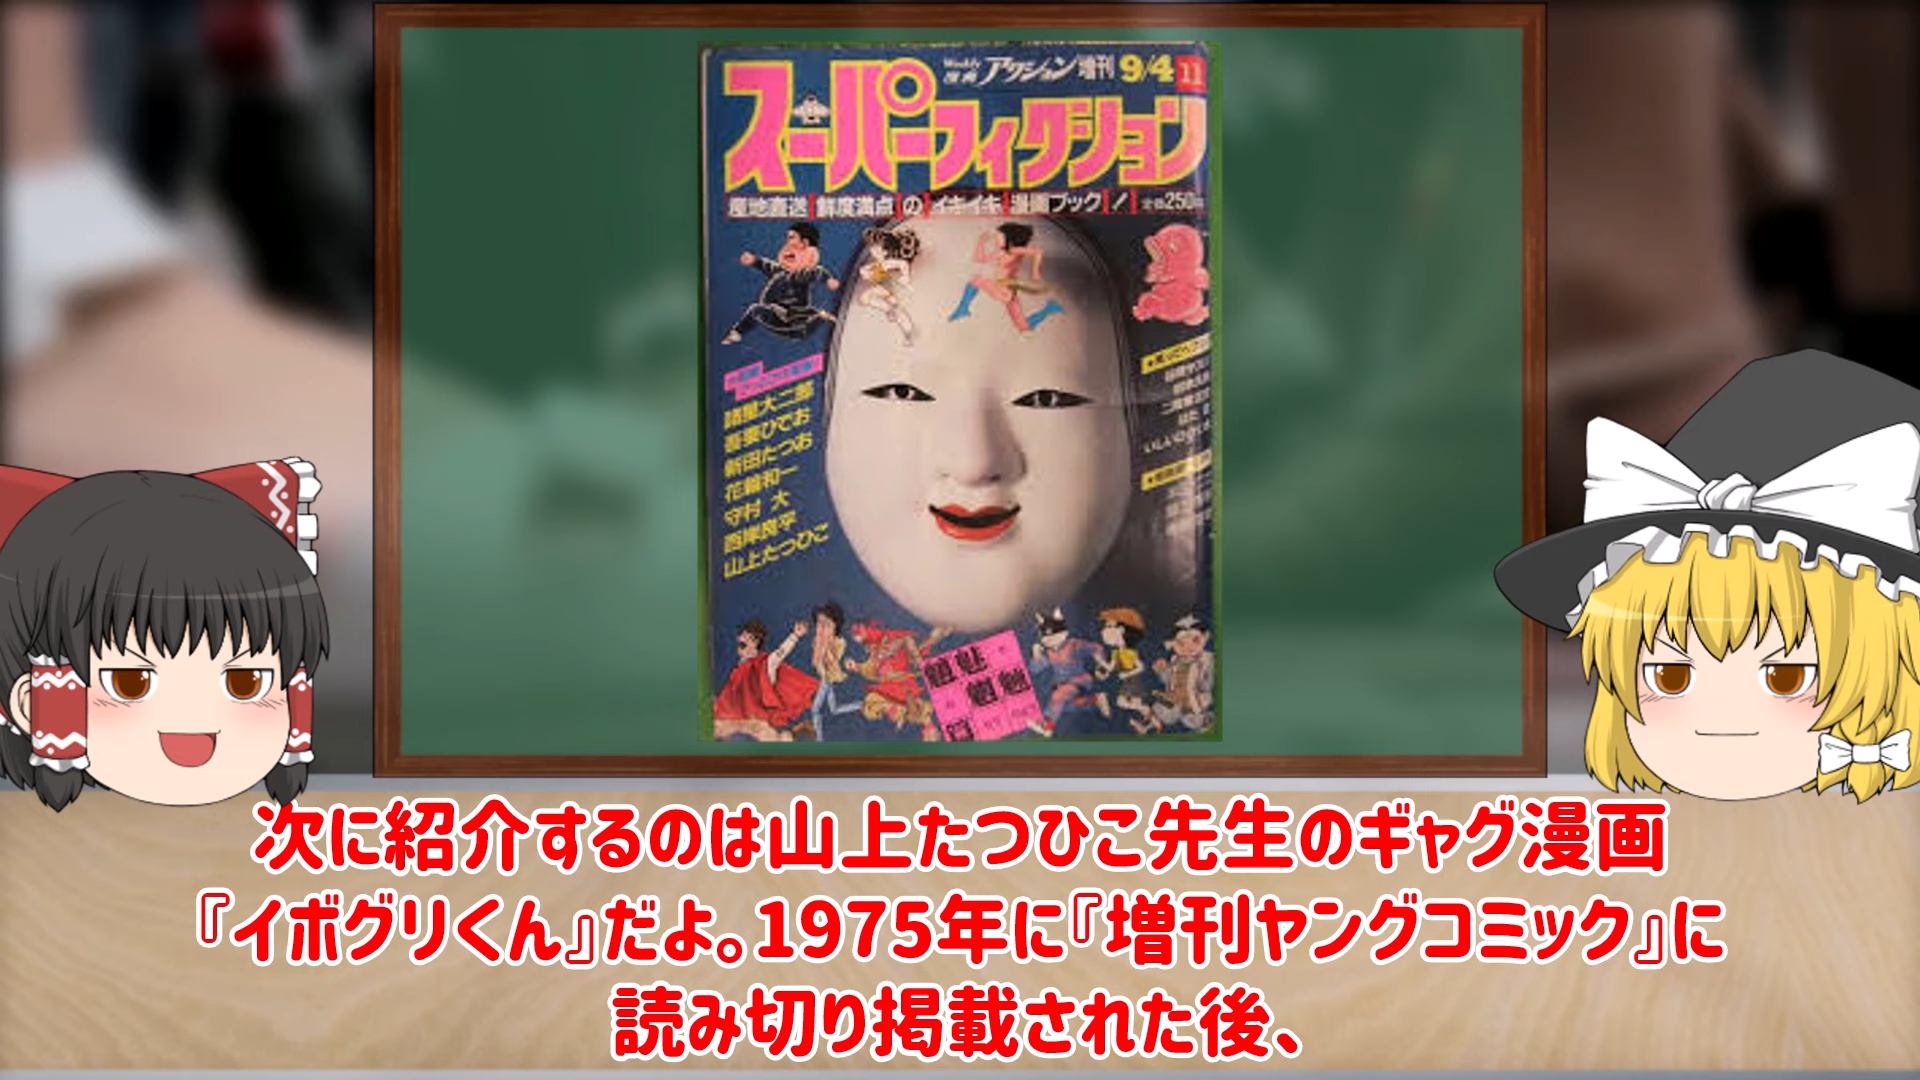 Weekly 漫画 アクション増刊 9/4 11
スーパーフィクション
産地直送 鮮度満点 の イキイキ 漫画ブック!
定価250円
諸星大二郎
吾妻ひでお
新田たつお
花輪和一
守村 大
西岸良平
山上たつひこ
魑魅
魍魎
次に紹介するのは山上たつひこ先生のギャグ漫画
『イボグリくん』だよ。1975年に『増刊ヤングコミック』に
読み切り掲載された後、